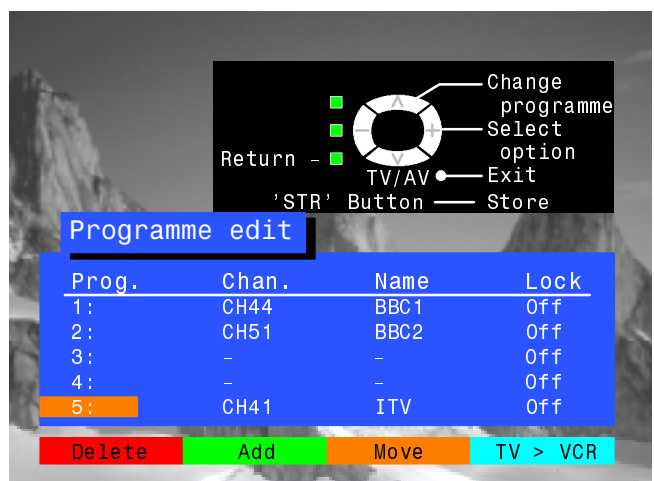 Change
programme
Select
option
Return –
TV/AV
Exit
'STR' Button
Store
Programme edit
Prog. Chan. Name Lock
1: CH44 BBC1 Off
2: CH51 BBC2 Off
3: – – Off
4: – – Off
5: CH41 ITV Off
Delete Add Move TV > VCR